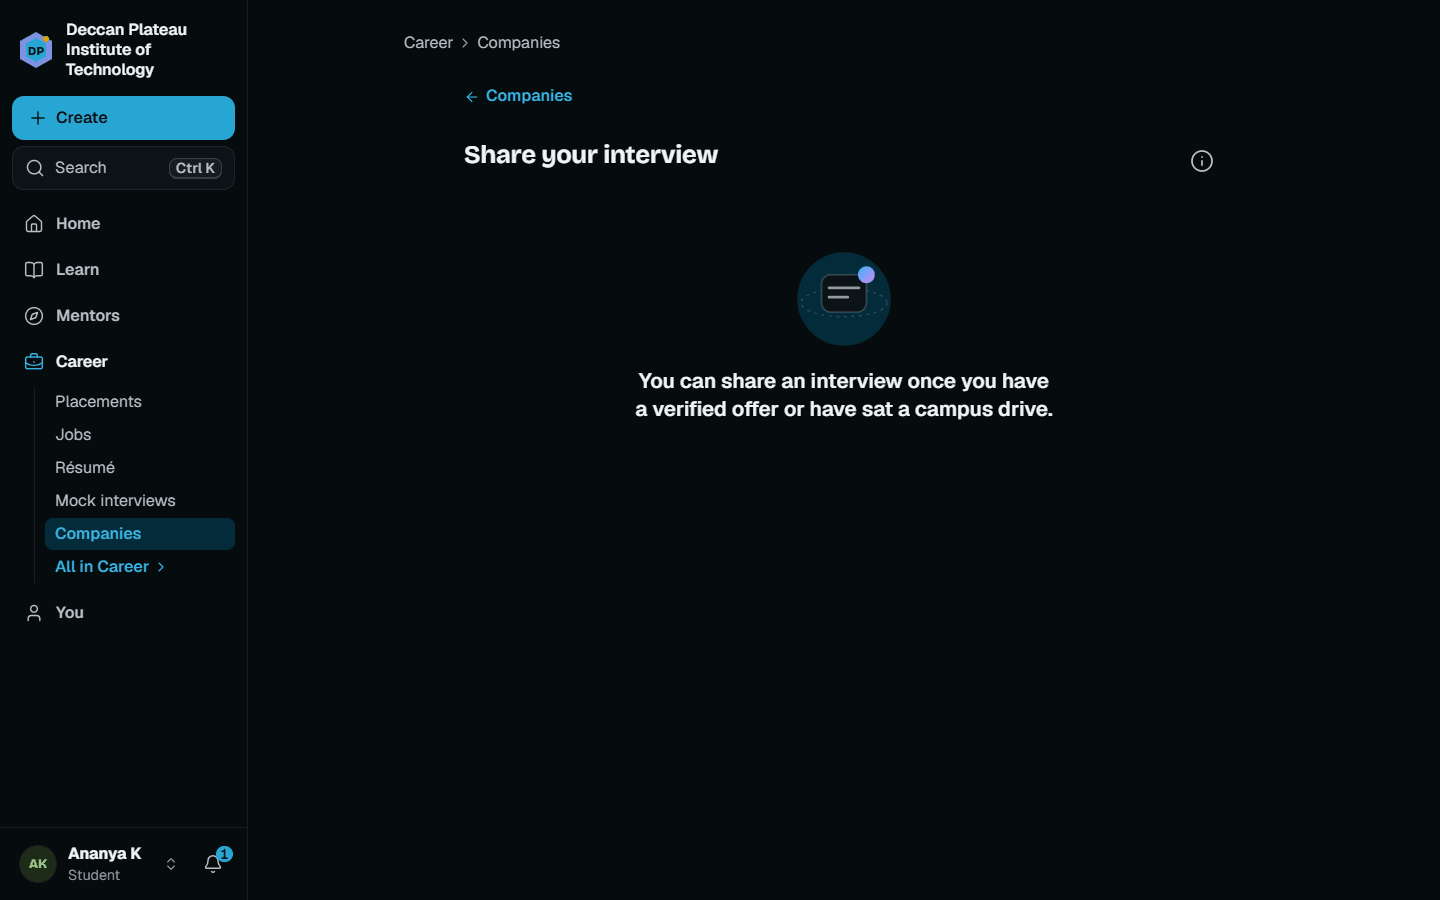 DP
Deccan Plateau
Institute of
Technology
Create
Search
Ctrl K
Home
Learn
Mentors
Career
Placements
Jobs
Résumé
Mock interviews
Companies
All in Career
You
AK
Ananya K
Student
1
Career
Companies
Companies
Share your interview
You can share an interview once you have
a verified offer or have sat a campus drive.